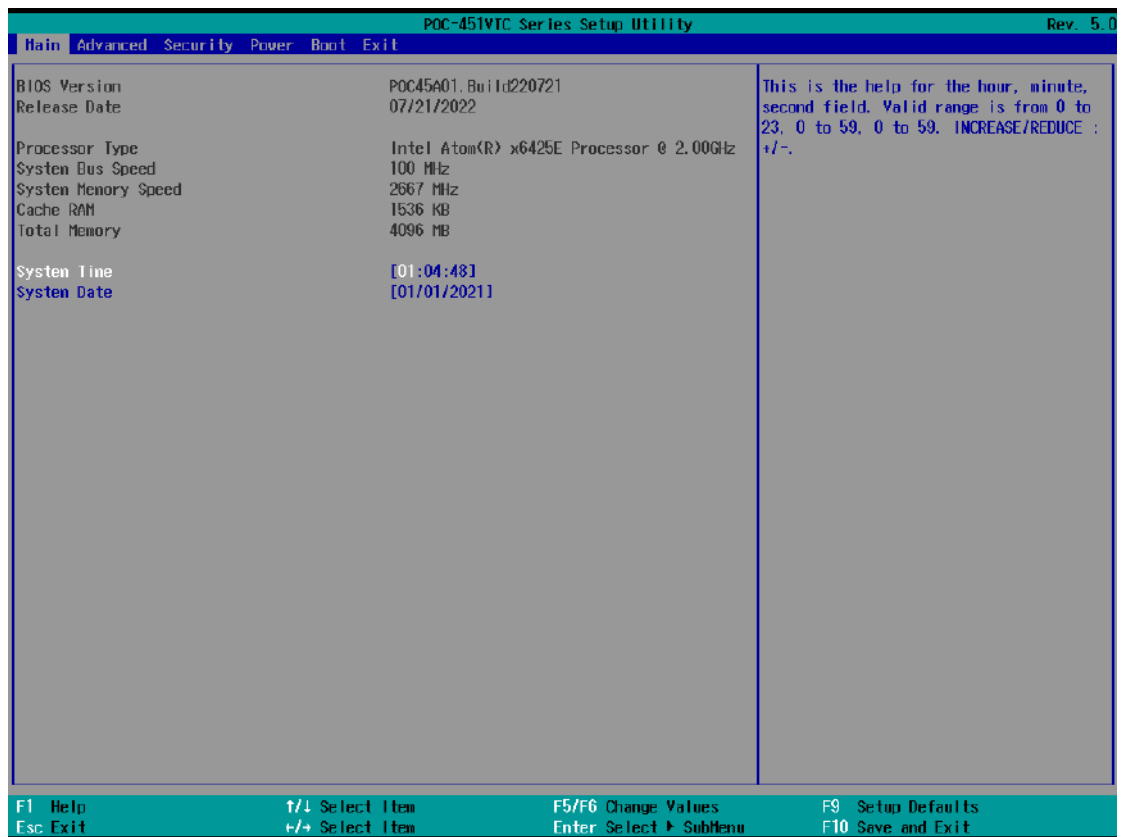 POC-451VTC Series Setup Utility Rev. 5.0
Main Advanced Security Power Boot Exit
BIOS Version POC45A01.Build220721
Release Date 07/21/2022
Processor Type Intel Atom(R) x6425E Processor @ 2.00GHz
System Bus Speed 100 MHz
System Memory Speed 2667 MHz
Cache RAM 1536 KB
Total Memory 4096 MB
System Time [01:04:48]
System Date [01/01/2021]
This is the help for the hour, minute,
second field. Valid range is from 0 to
23, 0 to 59, 0 to 59. INCREASE/REDUCE :
+/-.
F1 Help ↑/↓ Select Item F5/F6 Change Values F9 Setup Defaults
Esc Exit ←/→ Select Item Enter Select ▶ SubMenu F10 Save and Exit